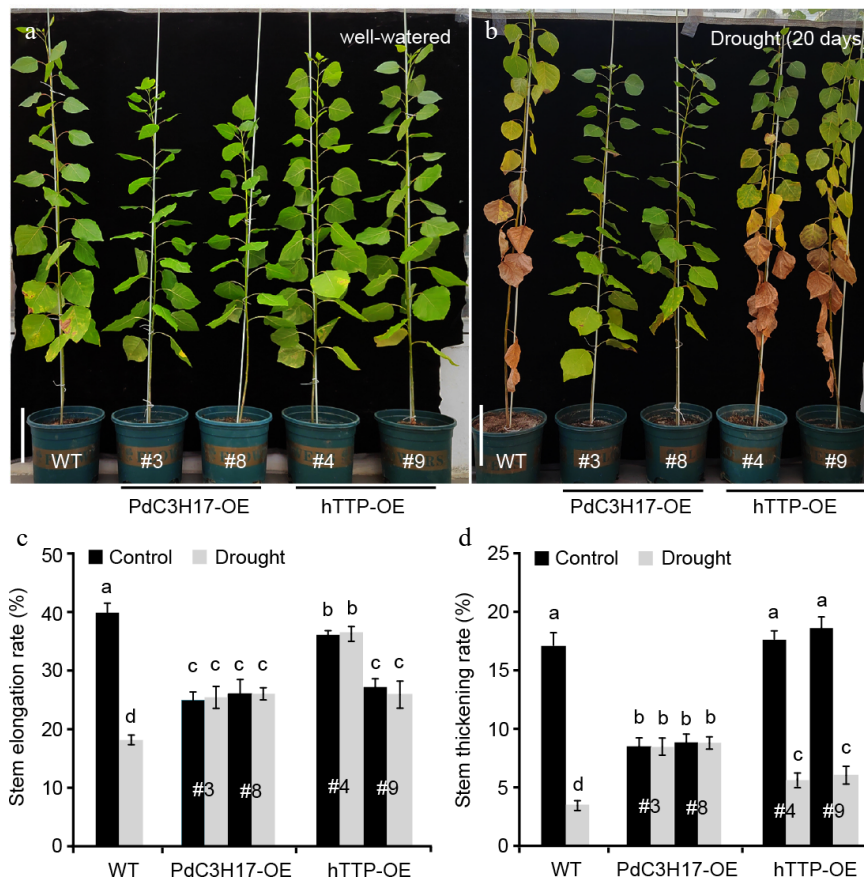 a
well-watered
b
Drought (20 days
WT
#3
#8
#4
#9
WT
#3
#8
#4
#9
PdC3H17-OE
hTTP-OE
PdC3H17-OE
hTTP-OE
c
Control
Drought
Stem elongation rate (%)
50
40
30
20
10
0
a
d
c
c
c
c
b
b
c
c
#3
#8
#4
#9
WT
PdC3H17-OE
hTTP-OE
d
Control
Drought
Stem thickening rate (%)
25
20
15
10
5
0
a
d
b
b
b
b
a
c
a
c
#3
#8
#4
#9
WT
PdC3H17-OE
hTTP-OE